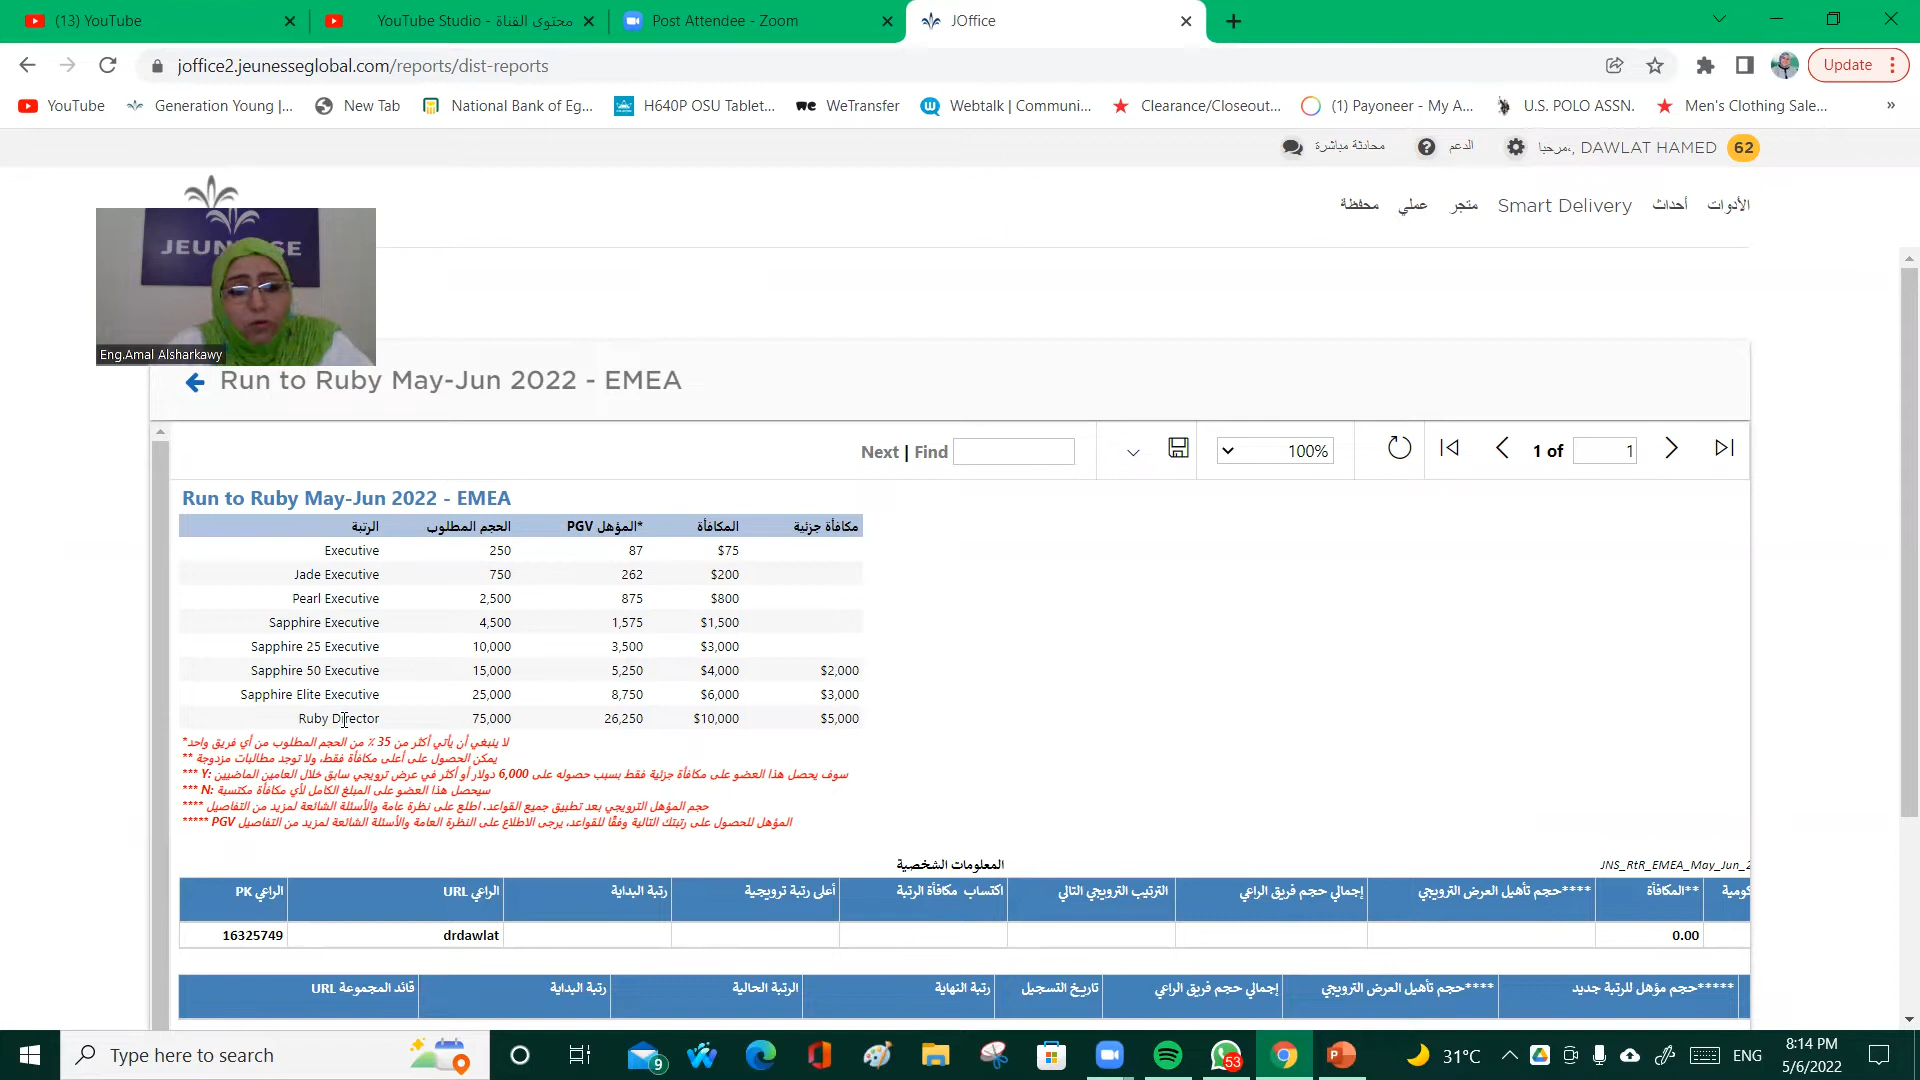 (13) YouTube
YouTube Studio - محتوى القناة
Post Attendee - Zoom
JOffice
joffice2.jeunesseglobal.com/reports/dist-reports
Update
YouTube
Generation Young |...
New Tab
National Bank of Eg...
H640P OSU Tablet...
WeTransfer
Webtalk | Communi...
Clearance/Closeout...
(1) Payoneer - My A...
U.S. POLO ASSN.
Men's Clothing Sale...
»
محادثة مباشرة
الدعم
مرحبا،, DAWLAT HAMED
62
محفظة
عملي
متجر
Smart Delivery
أحداث
الأدوات
JEUNESSE
Eng.Amal Alsharkawy
Run to Ruby May-Jun 2022 - EMEA
Next | Find
100%
1 of 1
Run to Ruby May-Jun 2022 - EMEA
الرتبة الحجم المطلوب *المؤهل PGV المكافأة مكافأة جزئية
Executive 250 87 $75
Jade Executive 750 262 $200
Pearl Executive 2,500 875 $800
Sapphire Executive 4,500 1,575 $1,500
Sapphire 25 Executive 10,000 3,500 $3,000
Sapphire 50 Executive 15,000 5,250 $4,000 $2,000
Sapphire Elite Executive 25,000 8,750 $6,000 $3,000
Ruby Director 75,000 26,250 $10,000 $5,000
لا ينبغي أن يأتي أكثر من 35 ٪ من الحجم المطلوب من أي فريق واحد*
يمكن الحصول على أعلى مكافأة فقط، ولا توجد مطالبات مزدوجة **
سوف يحصل هذا العضو على مكافأة جزئية فقط بسبب حصوله على 6,000 دولار أو أكثر في عرض ترويجي سابق خلال العامين الماضيين :Y ***
سيحصل هذا العضو على المبلغ الكامل لأي مكافأة مكتسبة :N ***
حجم المؤهل الترويجي بعد تطبيق جميع القواعد. اطلع على نظرة عامة والأسئلة الشائعة لمزيد من التفاصيل ****
المؤهل للحصول على رتبتك التالية وفقًا للقواعد، يرجى الاطلاع على النظرة العامة والأسئلة الشائعة لمزيد من التفاصيل PGV *****
المعلومات الشخصية
JNS_RtR_EMEA_May_Jun_2
الراعي PK
الراعي URL
رتبة البداية
أعلى رتبة ترويجية
اكتساب مكافأة الرتبة
الترتيب الترويجي التالي
إجمالي حجم فريق الراعي
****حجم تأهيل العرض الترويجي
**المكافأة
16325749 drdawlat 0.00
قائد المجموعة URL
رتبة البداية
الرتبة الحالية
رتبة النهاية
تاريخ التسجيل
إجمالي حجم فريق الراعي
****حجم تأهيل العرض الترويجي
*****حجم مؤهل للرتبة جديد
Type here to search
9
53
31°C
ENG
8:14 PM
5/6/2022